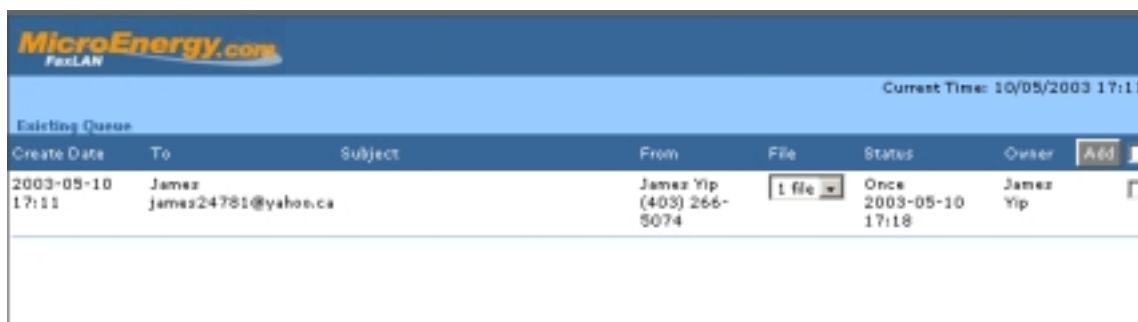 MicroEnergy.com
FaxLAN
Current Time: 10/05/2003 17:11
Existing Queue
Create Date To Subject From File Status Owner Add
2003-05-10 17:11 James james24781@yahoo.ca James Yip (403) 266-5074 1 file Once 2003-05-10 17:18 James Yip